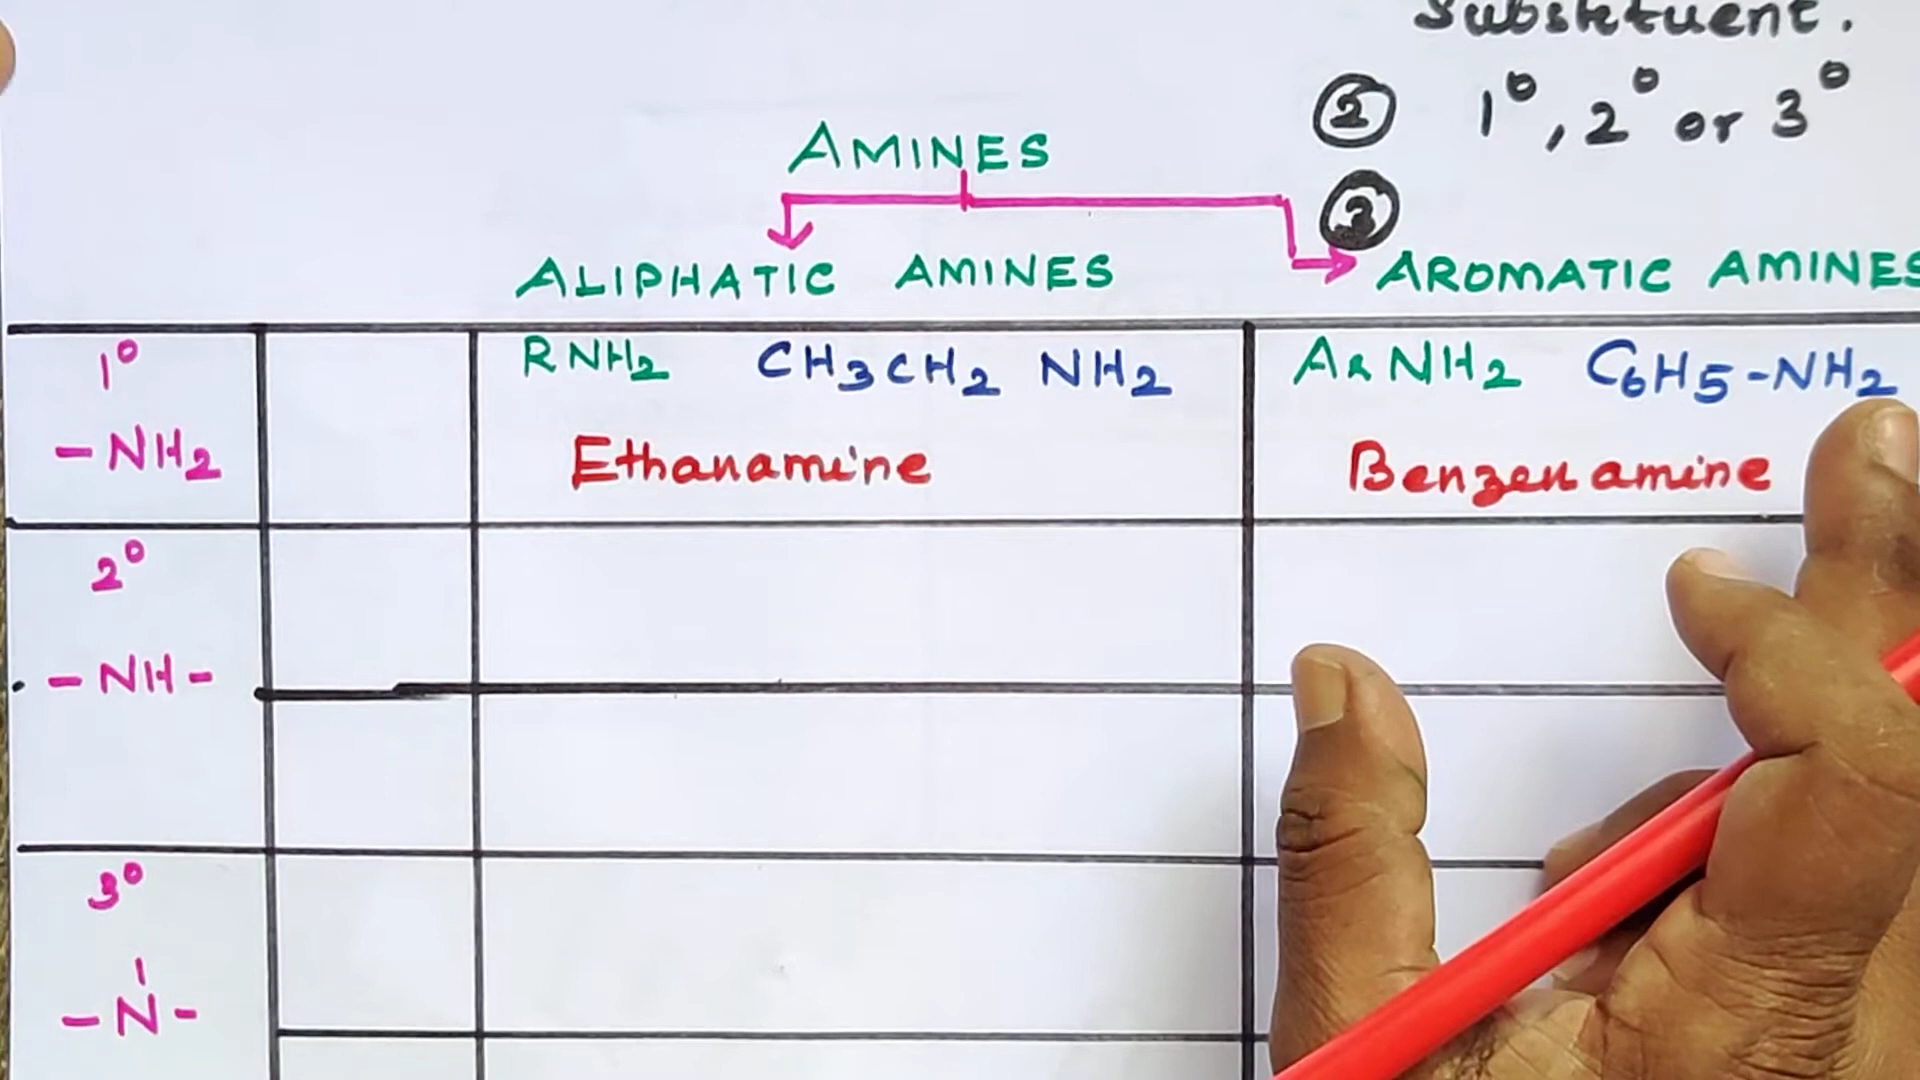 Substituent.
② 1°, 2° or 3°
AMINES
③
ALIPHATIC AMINES AROMATIC AMINES
1° RNH₂ CH₃CH₂ NH₂ ArNH₂ C₆H₅-NH₂
-NH₂ Ethanamine Benzenamine
2°
-NH-
3°
-N-